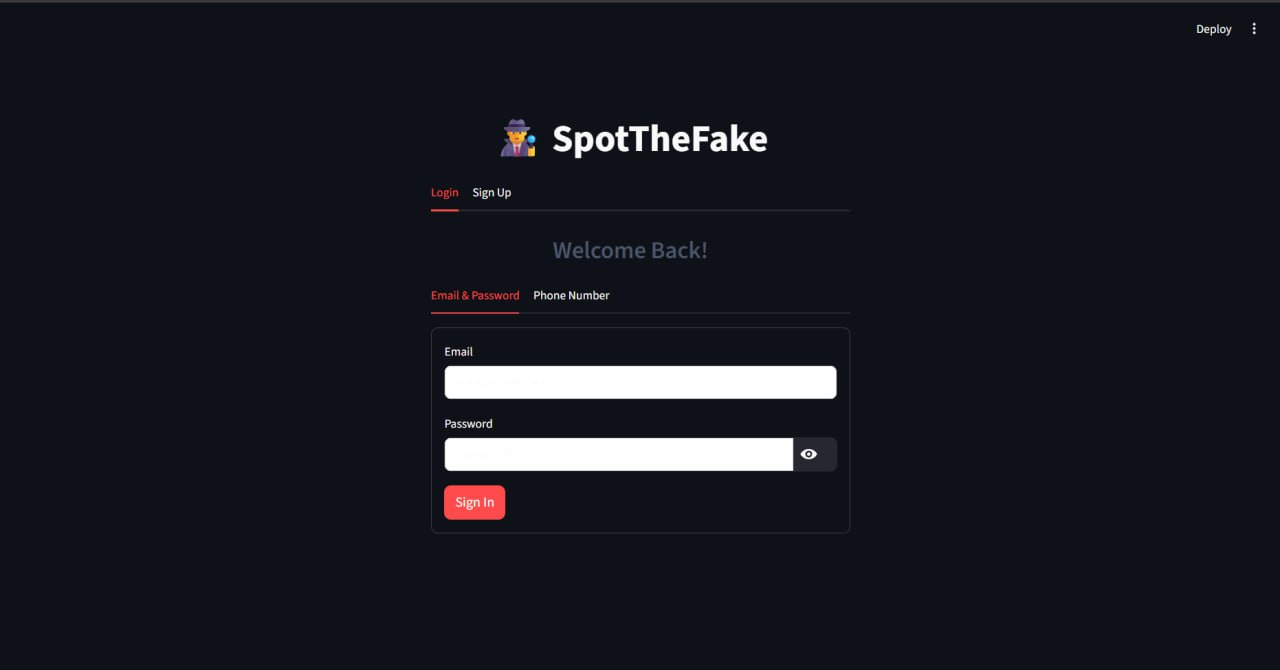 Deploy
SpotTheFake
Login Sign Up
Welcome Back!
Email & Password Phone Number
Email
Password
Sign In